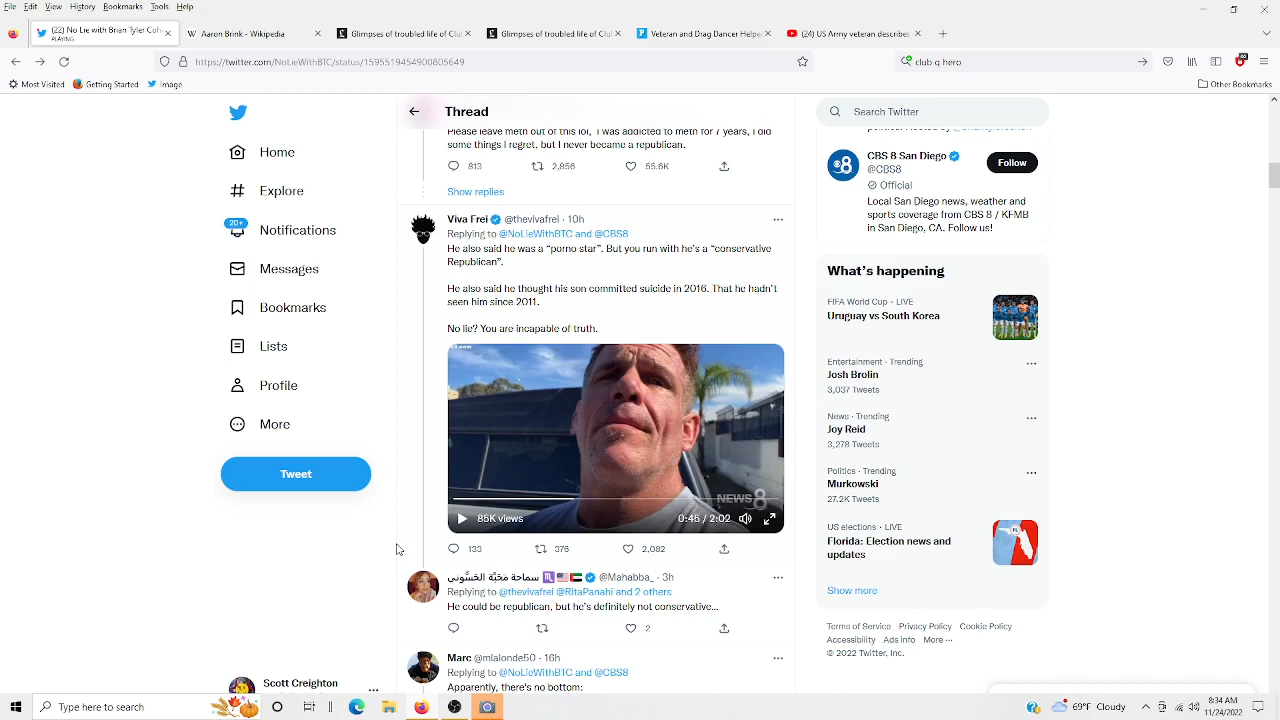 File Edit View History Bookmarks Tools Help
(22) No Lie with Brian Tyler Coh
PLAYING
Aaron Brink - Wikipedia
Glimpses of troubled life of Clu
Glimpses of troubled life of Clu
Veteran and Drag Dancer Helpe
(24) US Army veteran describes
https://twitter.com/NoLieWithBTC/status/1595519454900805649
club q hero
Most Visited Getting Started Image
Other Bookmarks
Home
Explore
20+
Notifications
Messages
Bookmarks
Lists
Profile
More
Tweet
Scott Creighton
Thread
Please leave meth out of this lol, I was addicted to meth for 7 years, I did
some things I regret, but I never became a republican.
813 2,856 55.6K
Show replies
Viva Frei @thevivafrei · 10h
Replying to @NoLieWithBTC and @CBS8
He also said he was a “porno star”. But you run with he’s a “conservative
Republican”.
He also said he thought his son committed suicide in 2016. That he hadn’t
seen him since 2011.
No lie? You are incapable of truth.
NEWS 8
85K views 0:45 / 2:02
133 376 2,082
@Mahabba_ · 3h
Replying to @thevivafrei @RitaPanahi and 2 others
He could be republican, but he’s definitely not conservative...
2
Marc @mlalonde50 · 16h
Replying to @NoLieWithBTC and @CBS8
Apparently, there’s no bottom:
Search Twitter
CBS 8 San Diego
@CBS8
Follow
Official
Local San Diego news, weather and
sports coverage from CBS 8 / KFMB
in San Diego, CA. Follow us!
What’s happening
FIFA World Cup · LIVE
Uruguay vs South Korea
Entertainment · Trending
Josh Brolin
3,037 Tweets
News · Trending
Joy Reid
3,278 Tweets
Politics · Trending
Murkowski
27.2K Tweets
US elections · LIVE
Florida: Election news and
updates
Show more
Terms of Service Privacy Policy Cookie Policy
Accessibility Ads info More ···
© 2022 Twitter, Inc.
Type here to search
69°F Cloudy
8:34 AM
11/24/2022